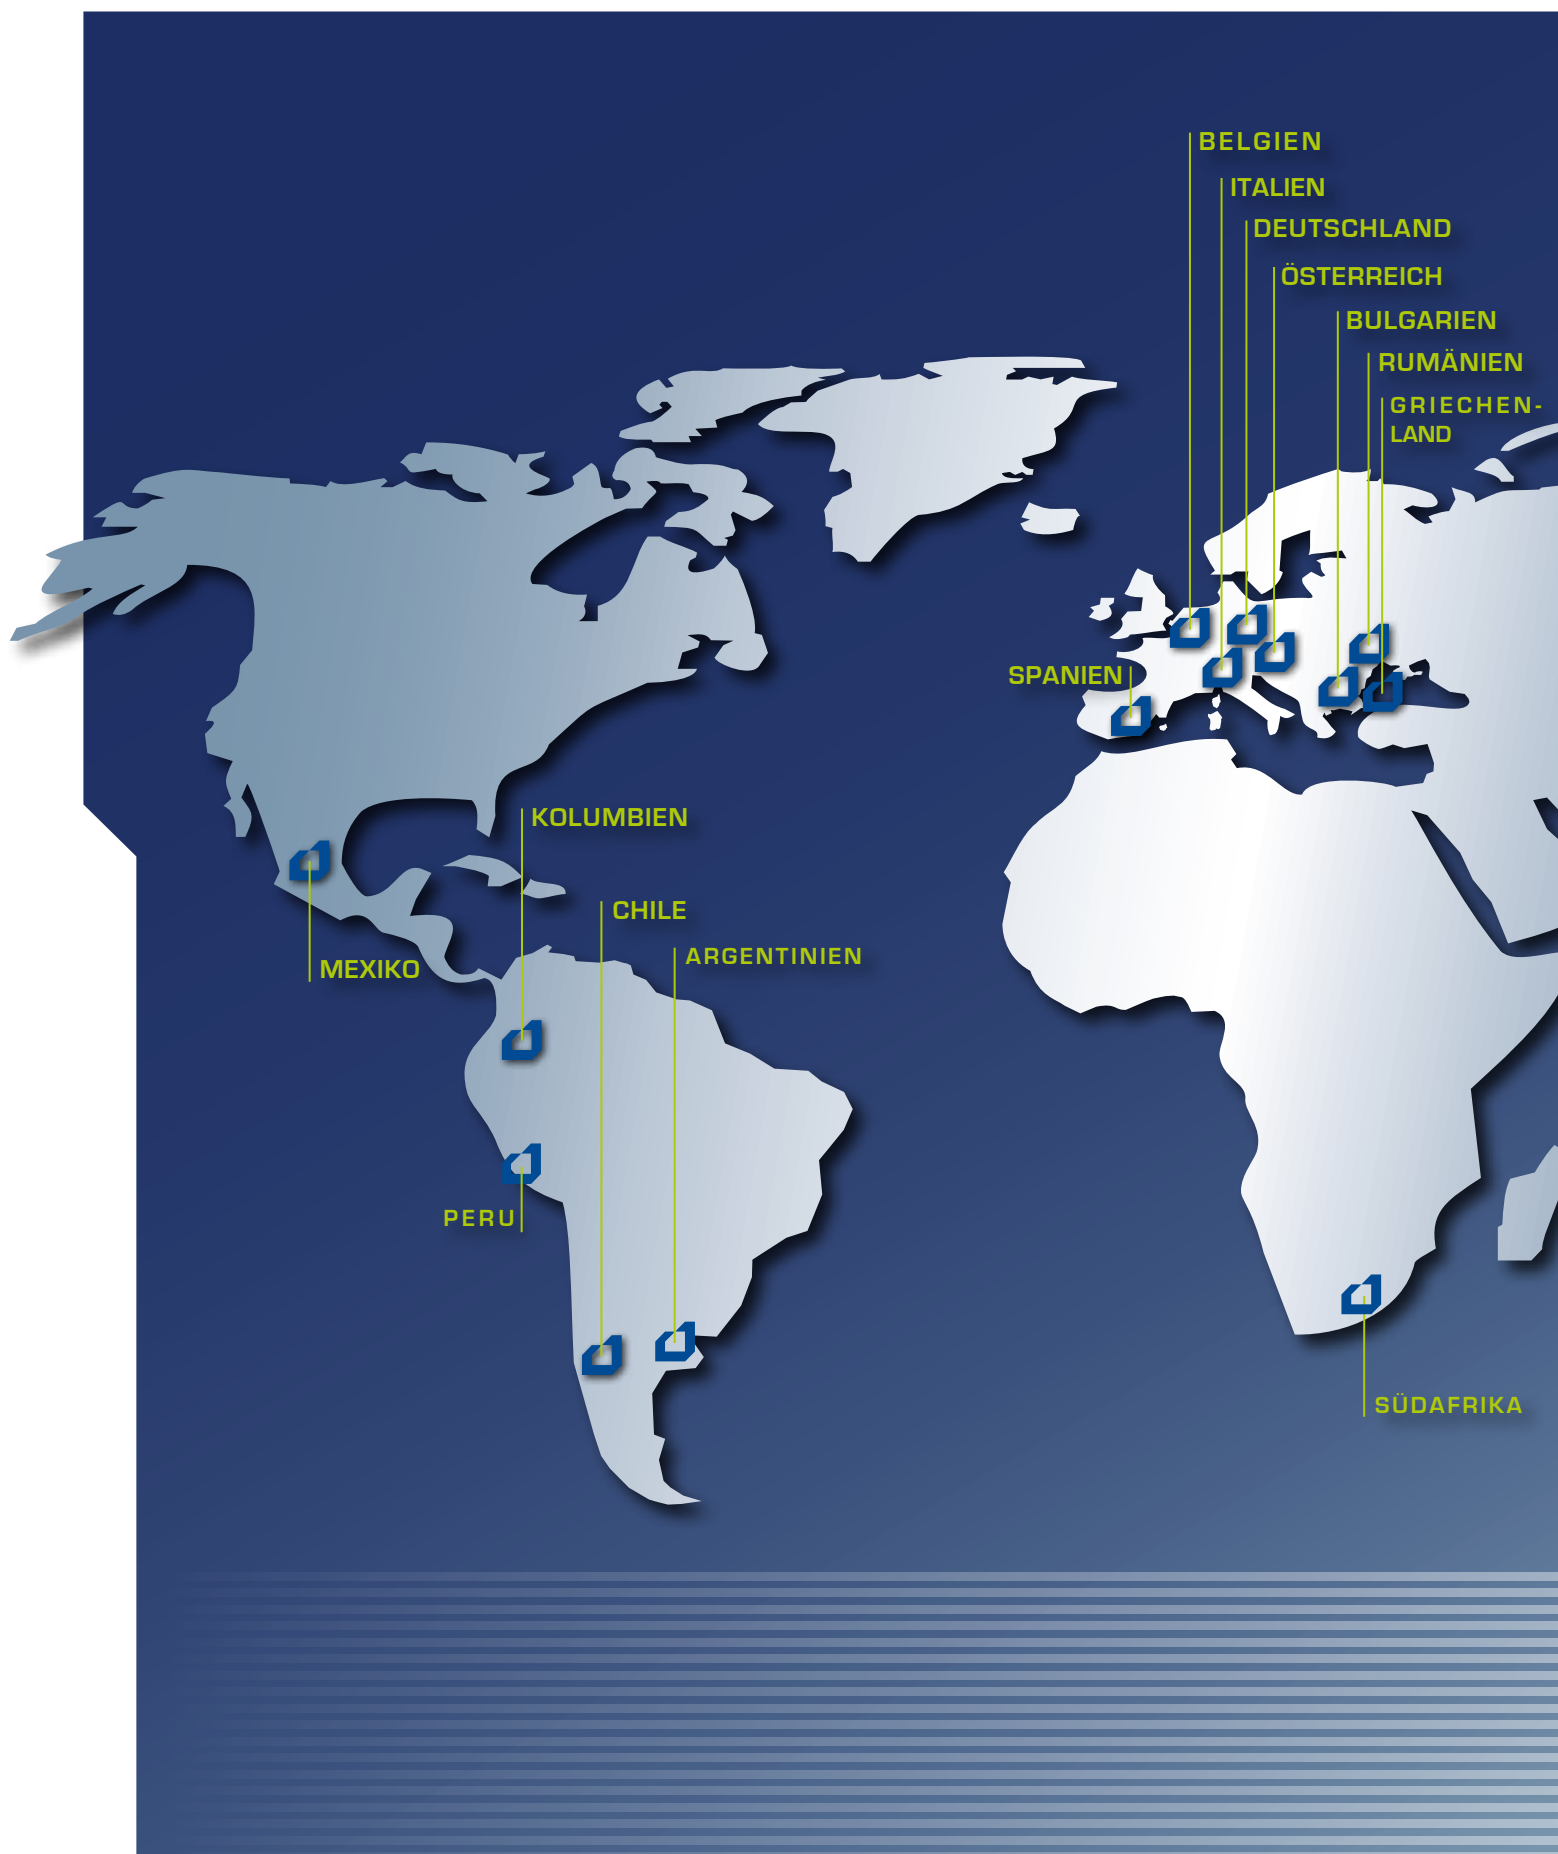 BELGIEN
ITALIEN
DEUTSCHLAND
ÖSTERREICH
BULGARIEN
RUMÄNIEN
GRIECHEN-
LAND
SPANIEN
KOLUMBIEN
CHILE
ARGENTINIEN
MEXIKO
PERU
SÜDAFRIKA